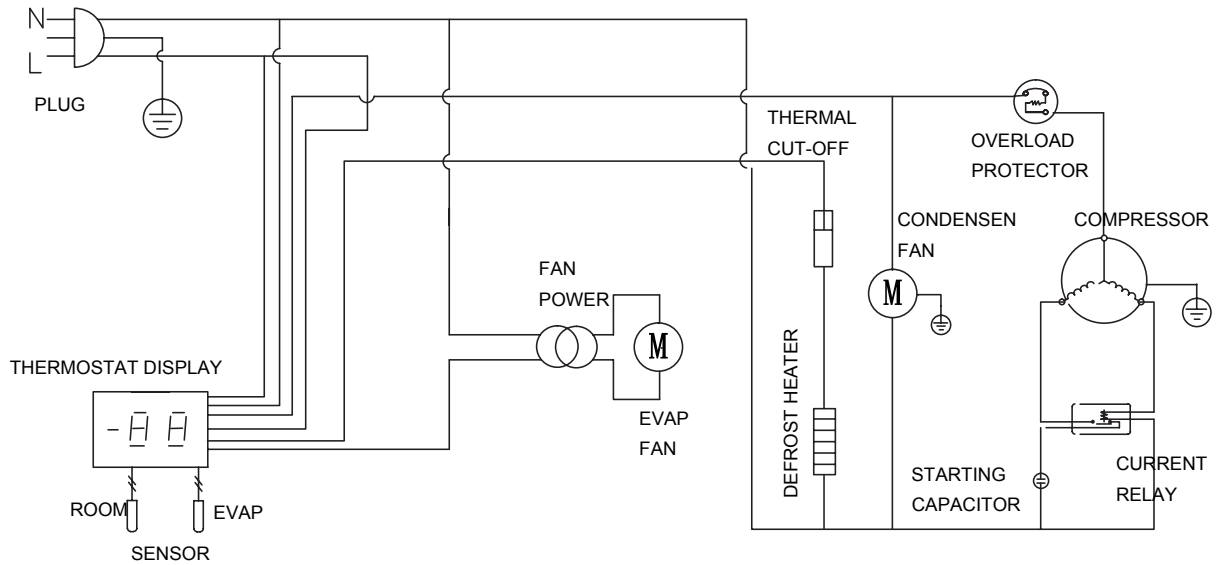 N
L
PLUG
THERMAL
CUT-OFF
OVERLOAD
PROTECTOR
CONDENSEN
FAN
COMPRESSOR
FAN
POWER
M
M
THERMOSTAT DISPLAY
-88
EVAP
FAN
DEFROST HEATER
STARTING
CAPACITOR
CURRENT
RELAY
ROOM
EVAP
SENSOR